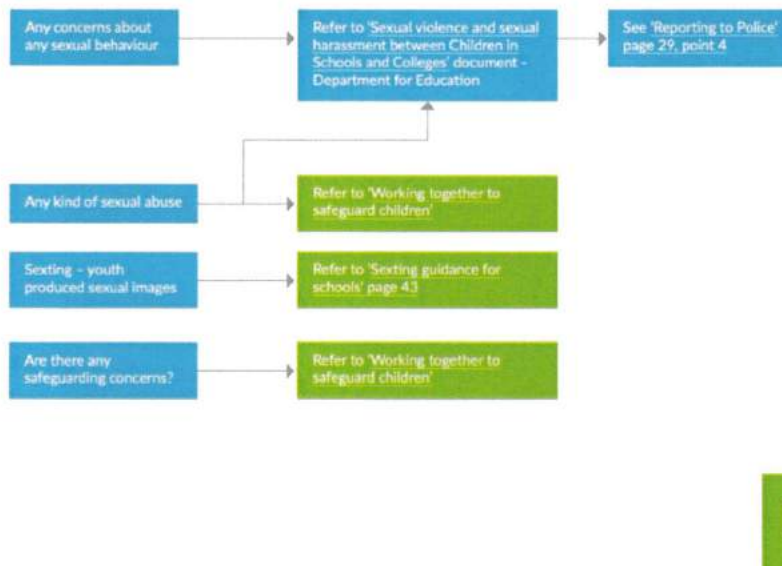 Any concerns about
any sexual behaviour
Refer to 'Sexual violence and sexual
harassment between Children in
Schools and Colleges' document -
Department for Education
See 'Reporting to Police'
page 29, point 4
Any kind of sexual abuse
Refer to 'Working together to
safeguard children'
Sexting – youth
produced sexual images
Refer to 'Sexting guidance for
schools' page 43
Are there any
safeguarding concerns?
Refer to 'Working together to
safeguard children'